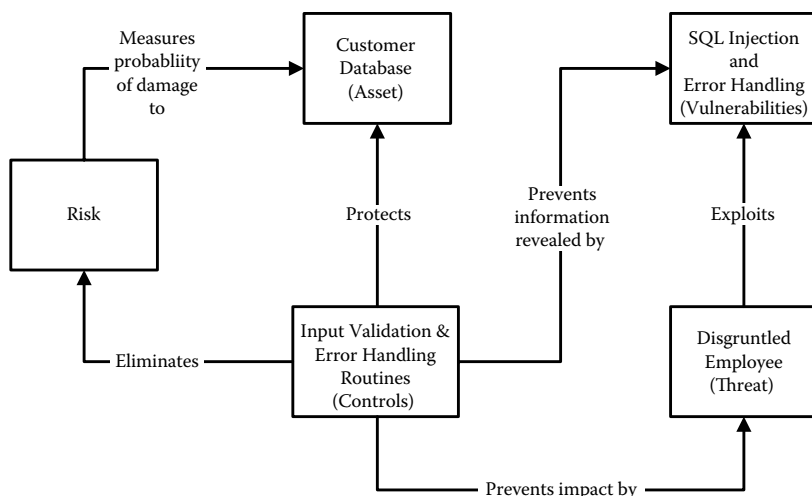 Measures
probabliity
of damage
to
Customer
Database
(Asset)
SQL Injection
and
Error Handling
(Vulnerabilities)
Risk
Protects
Prevents
information
revealed by
Exploits
Eliminates
Input Validation &
Error Handling
Routines
(Controls)
Disgruntled
Employee
(Threat)
Prevents impact by